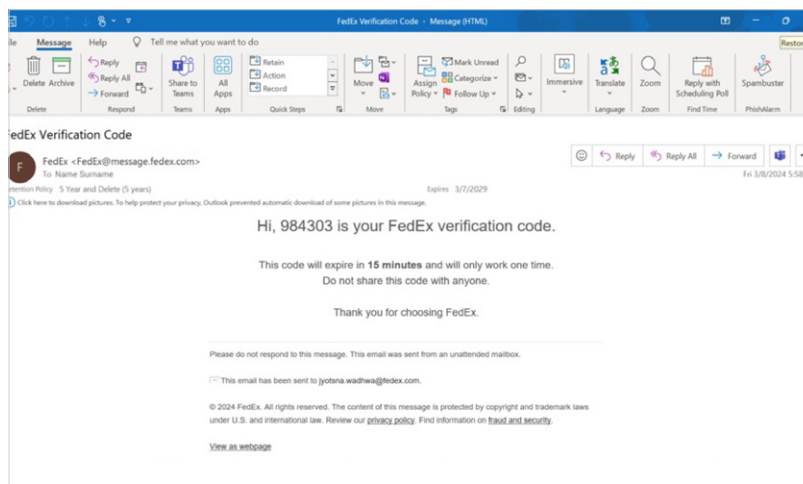 FedEx Verification Code - Message (HTML)
Message Help Tell me what you want to do
Restor
Delete Archive
Reply
Reply All
Forward
Share to Teams
All Apps
Retain
Action
Record
Move
Assign Policy
Mark Unread
Categorize
Follow Up
Immersive
Translate
Zoom
Reply with Scheduling Poll
Spambuster
Delete Respond Teams Apps Quick Steps Move Tags Editing Language Zoom Find Time PhishAlarm
edEx Verification Code
F
FedEx <FedEx@message.fedex.com>
To Name Surname
Reply Reply All Forward
Fri 3/8/2024 5:58
etention Policy 5 Year and Delete (5 years) Expires 3/7/2029
Click here to download pictures. To help protect your privacy, Outlook prevented automatic download of some pictures in this message.
Hi, 984303 is your FedEx verification code.
This code will expire in 15 minutes and will only work one time.
Do not share this code with anyone.
Thank you for choosing FedEx.
Please do not respond to this message. This email was sent from an unattended mailbox.
This email has been sent to jyotsna.wadhwa@fedex.com.
© 2024 FedEx. All rights reserved. The content of this message is protected by copyright and trademark laws
under U.S. and international law. Review our privacy policy. Find information on fraud and security.
View as webpage